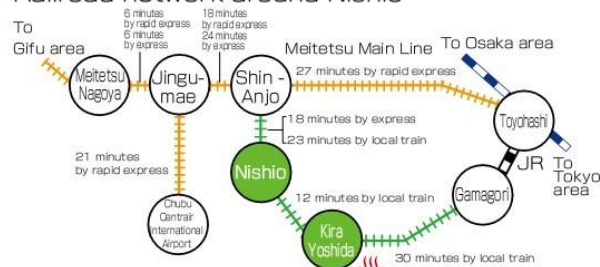 Railroad network around Nishio
To
Gifu area
6 minutes
by rapid express
6 minutes
by express
18 minutes
by rapid express
24 minutes
by express
Meitetsu Main Line
To Osaka area
27 minutes by rapid express
Meitetsu
Nagoya
Jingu-
mae
Shin -
Anjo
Toyohashi
18 minutes by express
23 minutes by local train
21 minutes
by rapid express
Nishio
JR
To
Tokyo
area
Gamagori
12 minutes by local train
Chubu
Centrair
International
Airport
Kira
Yoshida
30 minutes by local train